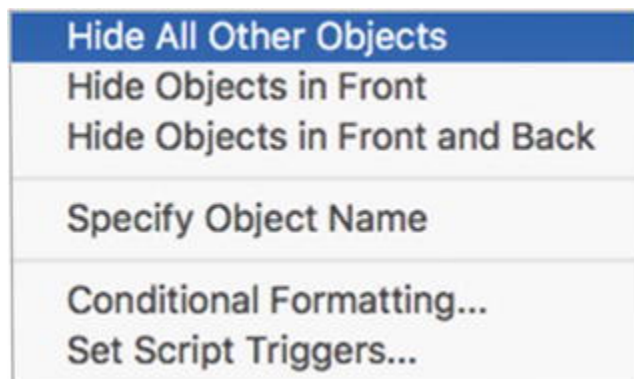 Hide All Other Objects
Hide Objects in Front
Hide Objects in Front and Back
Specify Object Name
Conditional Formatting...
Set Script Triggers...